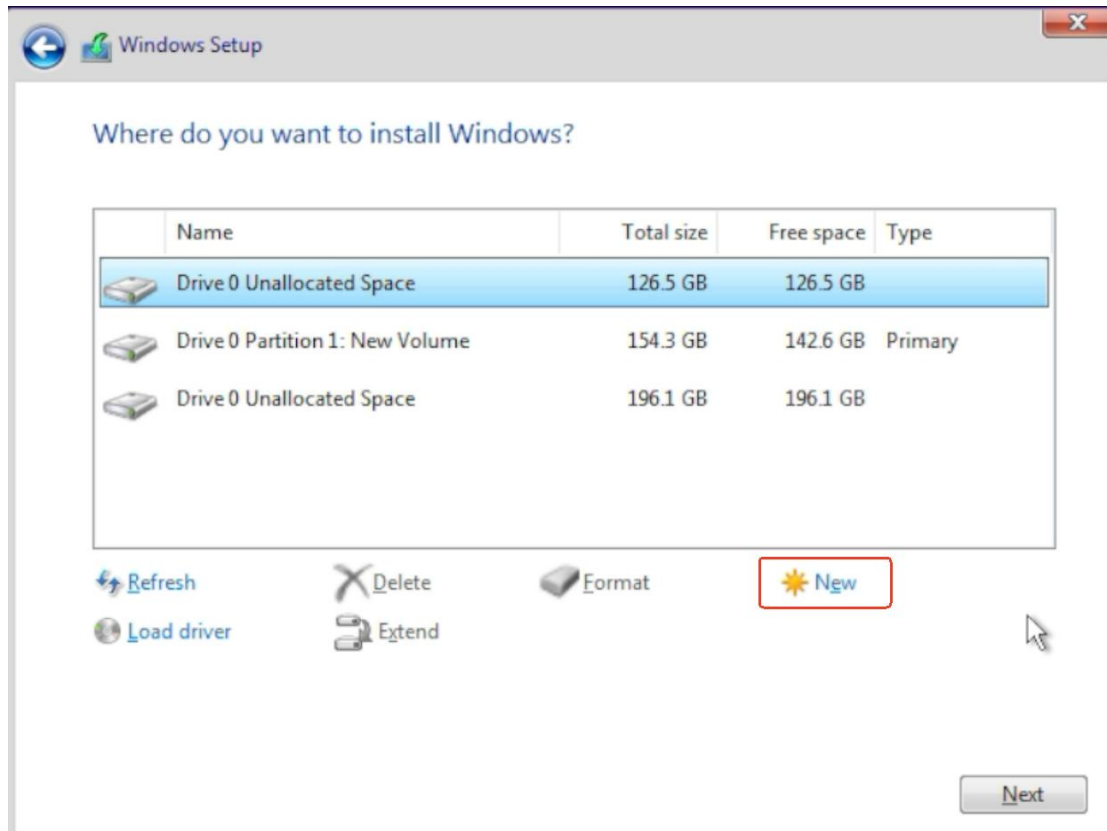 Windows Setup
Where do you want to install Windows?
Name Total size Free space Type
Drive 0 Unallocated Space 126.5 GB 126.5 GB
Drive 0 Partition 1: New Volume 154.3 GB 142.6 GB Primary
Drive 0 Unallocated Space 196.1 GB 196.1 GB
Refresh Delete Format New
Load driver Extend
Next